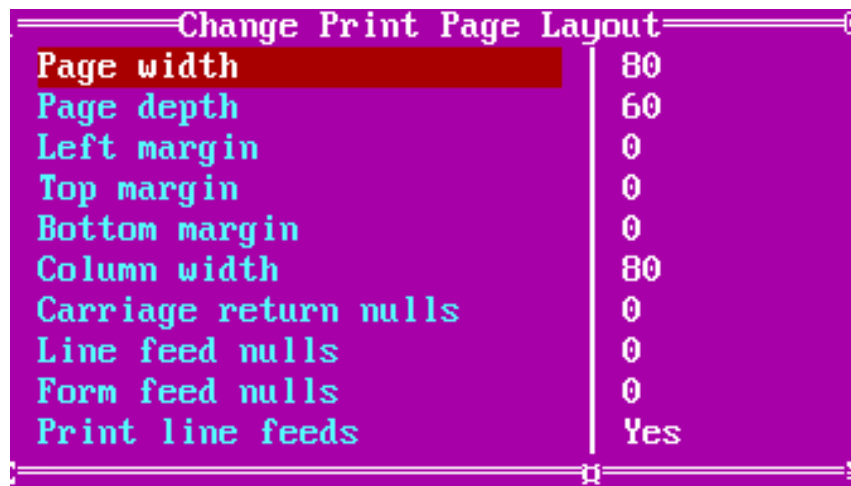 Change Print Page Layout
Page width 80
Page depth 60
Left margin 0
Top margin 0
Bottom margin 0
Column width 80
Carriage return nulls 0
Line feed nulls 0
Form feed nulls 0
Print line feeds Yes